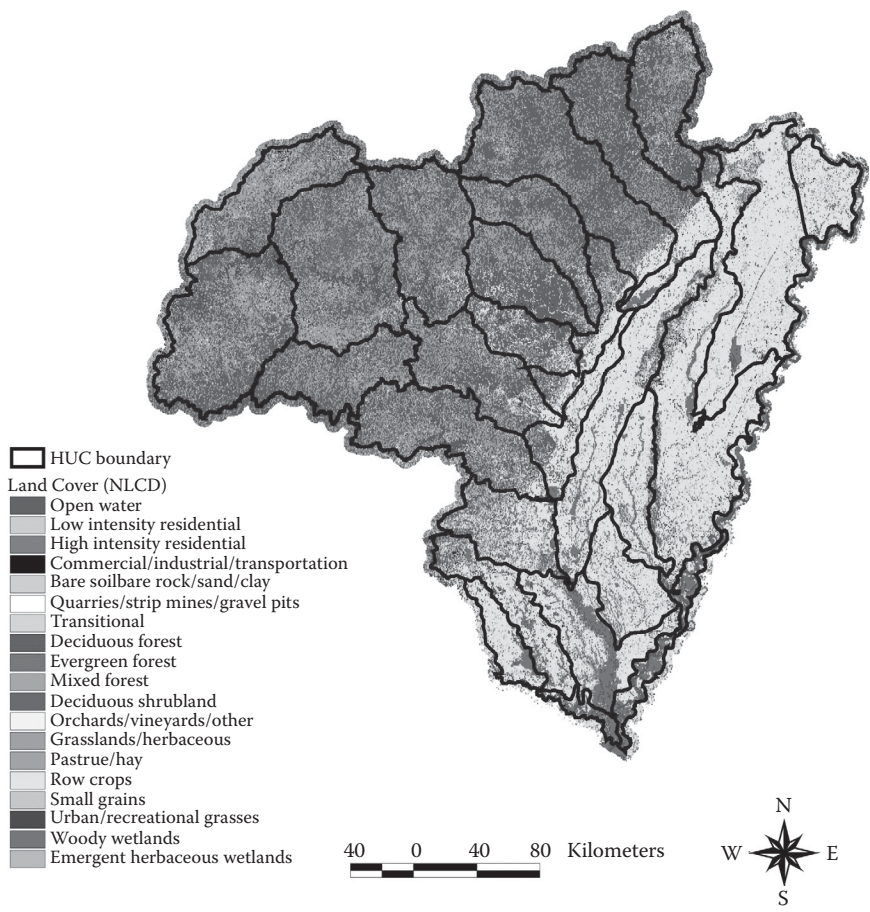 HUC boundary
Land Cover (NLCD)
Open water
Low intensity residential
High intensity residential
Commercial/industrial/transportation
Bare soilbare rock/sand/clay
Quarries/strip mines/gravel pits
Transitional
Deciduous forest
Evergreen forest
Mixed forest
Deciduous shrubland
Orchards/vineyards/other
Grasslands/herbaceous
Pastrue/hay
Row crops
Small grains
Urban/recreational grasses
Woody wetlands
Emergent herbaceous wetlands
40 0 40 80 Kilometers
N
W E
S